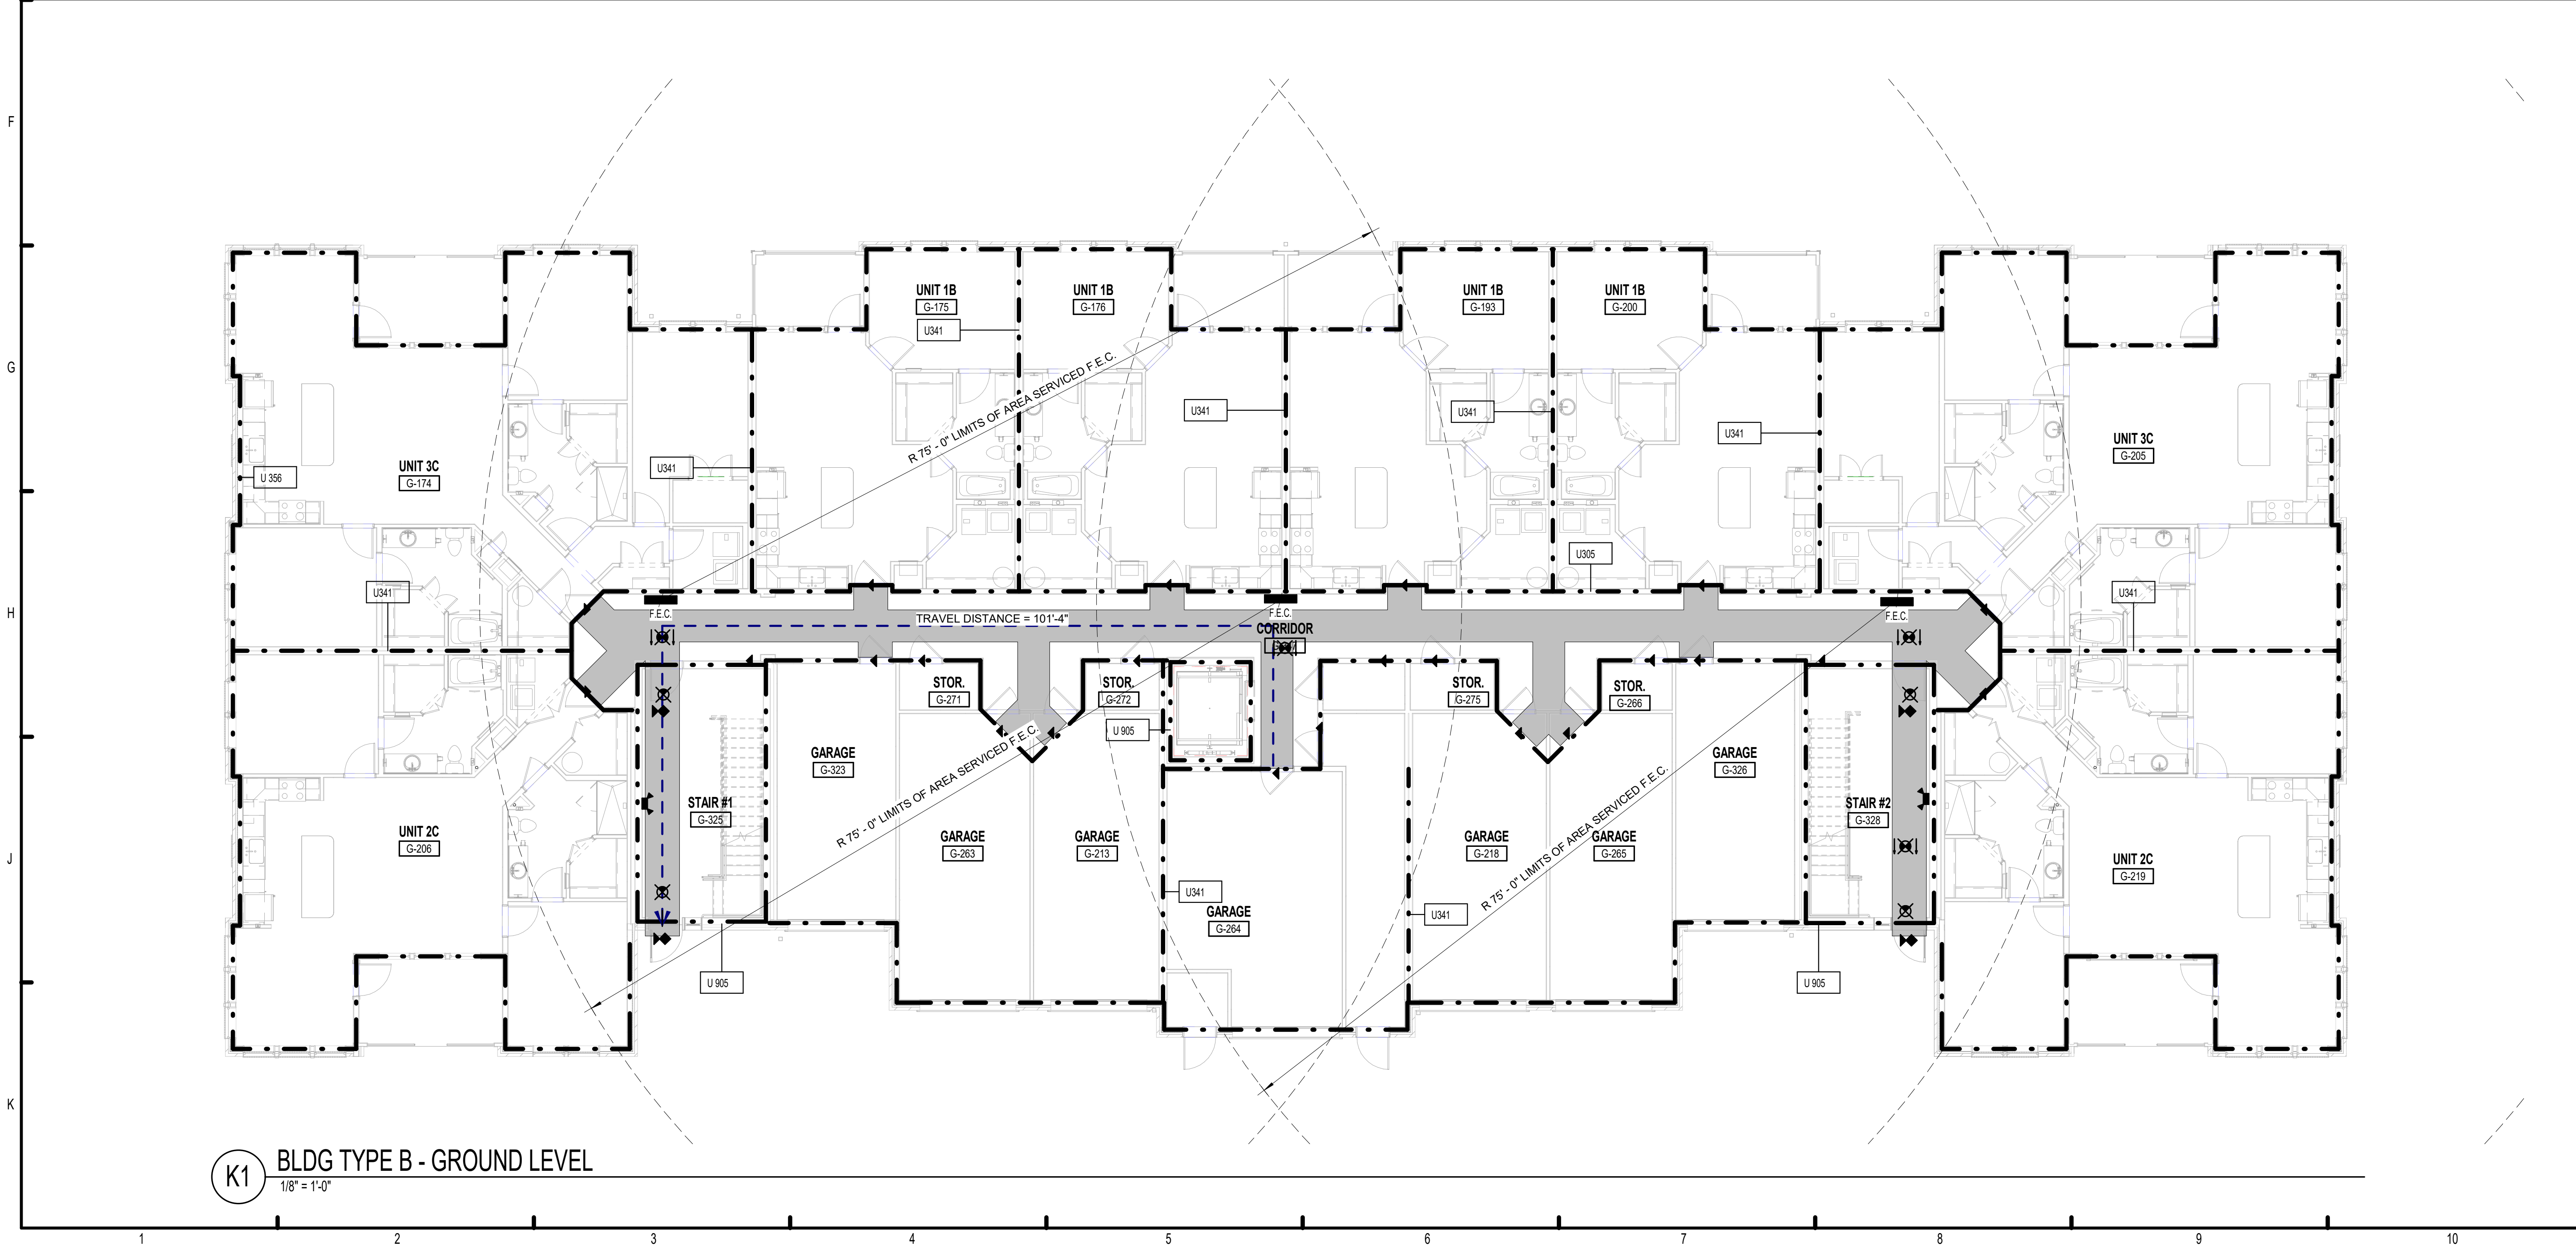 F
UNIT 1B
G-175
UNIT 1B
G-176
UNIT 1B
G-193
UNIT 1B
G-200
U341
R 75' - 0" LIMITS OF AREA SERVICED F.E.C.
G
U341
U341
U341
UNIT 3C
G-205
UNIT 3C
G-174
U341
U 356
U305
U341
U341
H
F.E.C.
F.E.C.
F.E.C.
TRAVEL DISTANCE = 101'-4"
CORRIDOR
STOR.
G-271
STOR.
G-272
STOR.
G-275
STOR.
G-266
U 905
R 75' - 0" LIMITS OF AREA SERVICED F.E.C.
GARAGE
G-323
GARAGE
G-326
R 75' - 0" LIMITS OF AREA SERVICED F.E.C.
STAIR #1
G-325
STAIR #2
G-328
UNIT 2C
G-206
GARAGE
G-263
GARAGE
G-213
GARAGE
G-218
GARAGE
G-265
J
UNIT 2C
G-219
U341
GARAGE
G-264
U341
U 905
U 905
K
K1
BLDG TYPE B - GROUND LEVEL
1/8" = 1'-0"
1 2 3 4 5 6 7 8 9 10